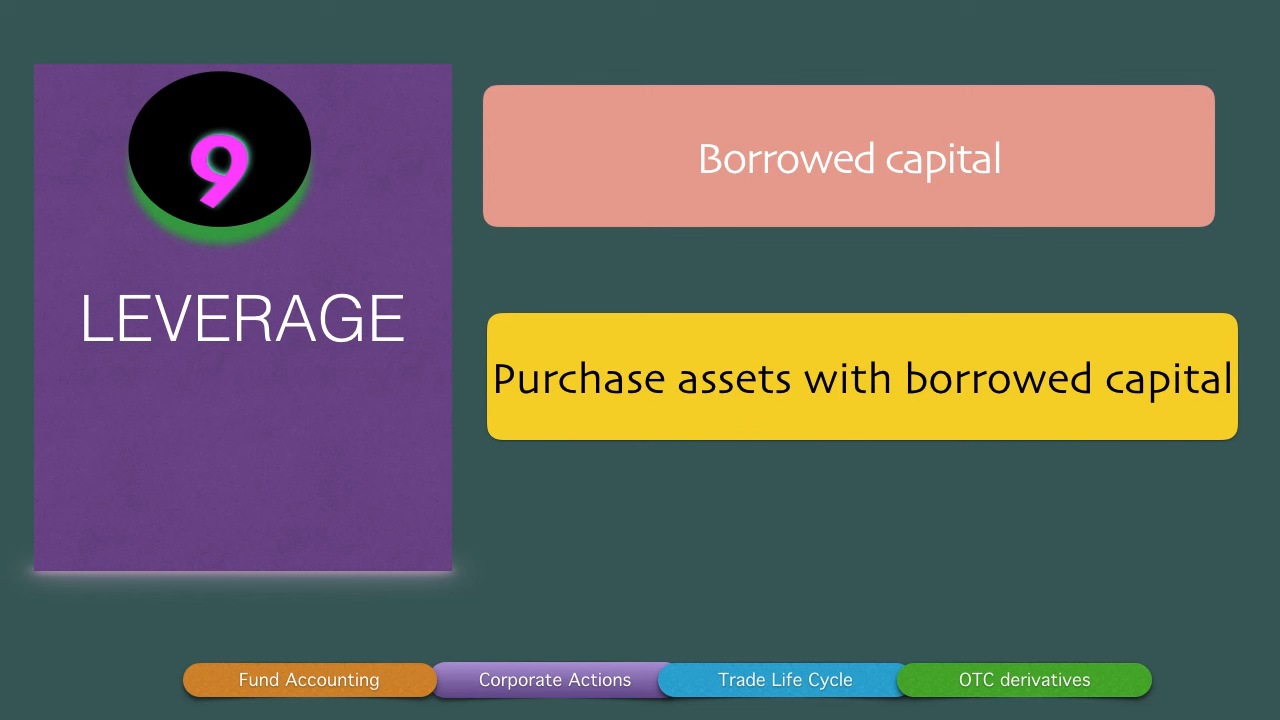 9
LEVERAGE
Borrowed capital
Purchase assets with borrowed capital
Fund Accounting
Corporate Actions
Trade Life Cycle
OTC derivatives